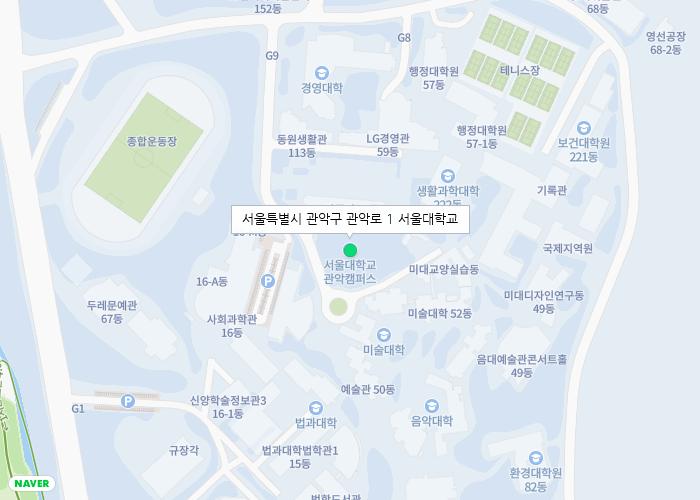 152동
68동
영선공장
68-2동
G8
G9
행정대학원
57동
테니스장
경영대학
종합운동장
동원생활관
113동
LG경영관
59동
행정대학원
57-1동
보건대학원
221동
생활과학대학
222동
기록관
서울특별시 관악구 관악로 1 서울대학교
국제지역원
서울대학교
관악캠퍼스
미대교양실습동
16-A동
P
미대디자인연구동
49동
두레문예관
67동
사회과학관
16동
미술대학 52동
미술대학
음대예술관콘서트홀
49동
예술관 50동
G1
P
신양학술정보관3
16-1동
법과대학
음악대학
규장각
법과대학법학관1
15동
환경대학원
82동
NAVER